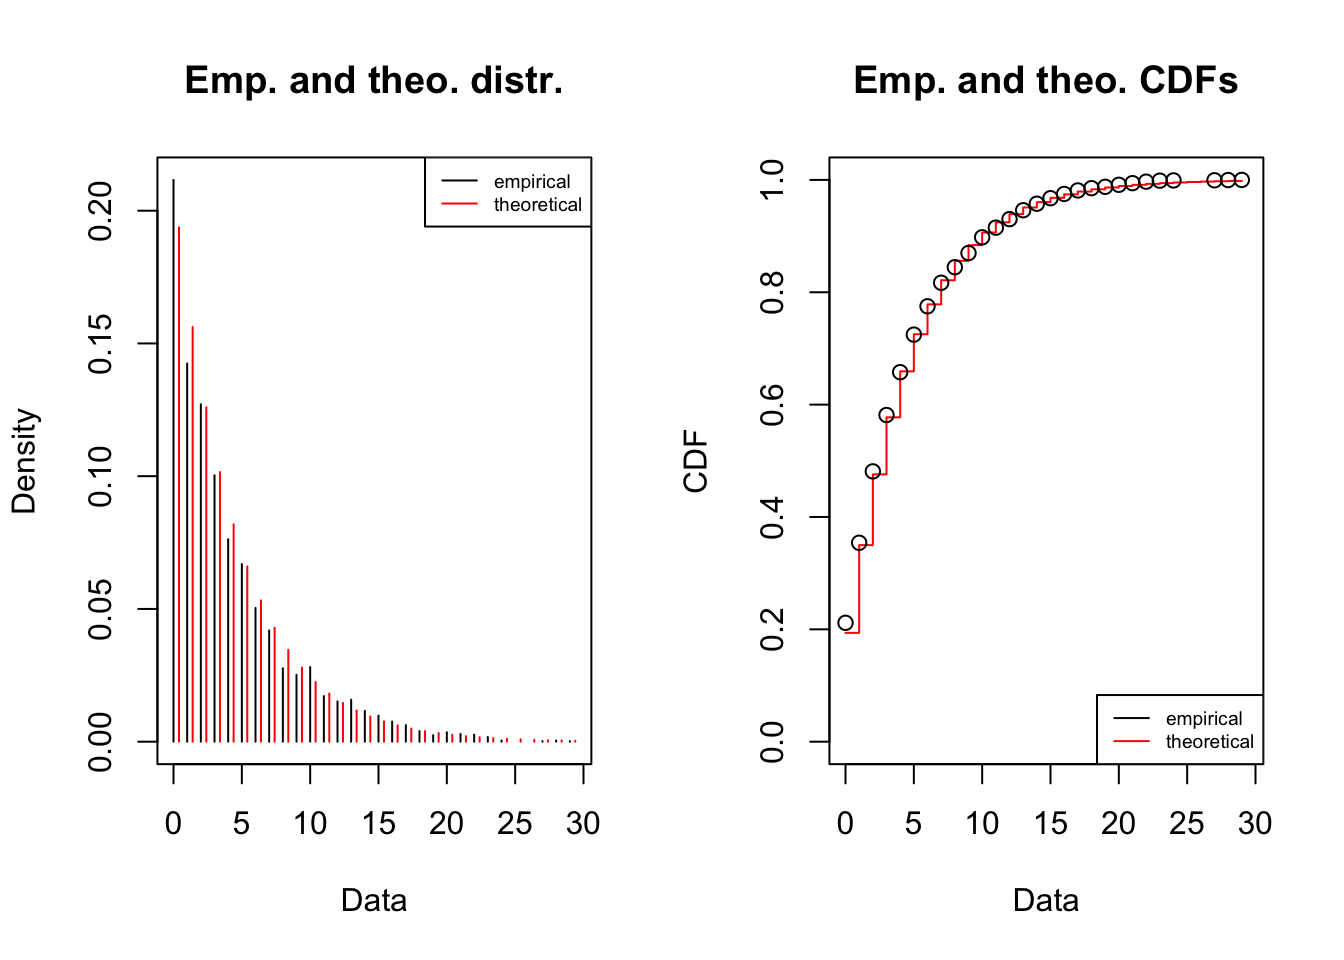 Emp. and theo. distr.
empirical
theoretical
Density
0.00
0.05
0.10
0.15
0.20
0 5 10 15 20 25 30
Data
Emp. and theo. CDFs
CDF
0.0
0.2
0.4
0.6
0.8
1.0
empirical
theoretical
0 5 10 15 20 25 30
Data